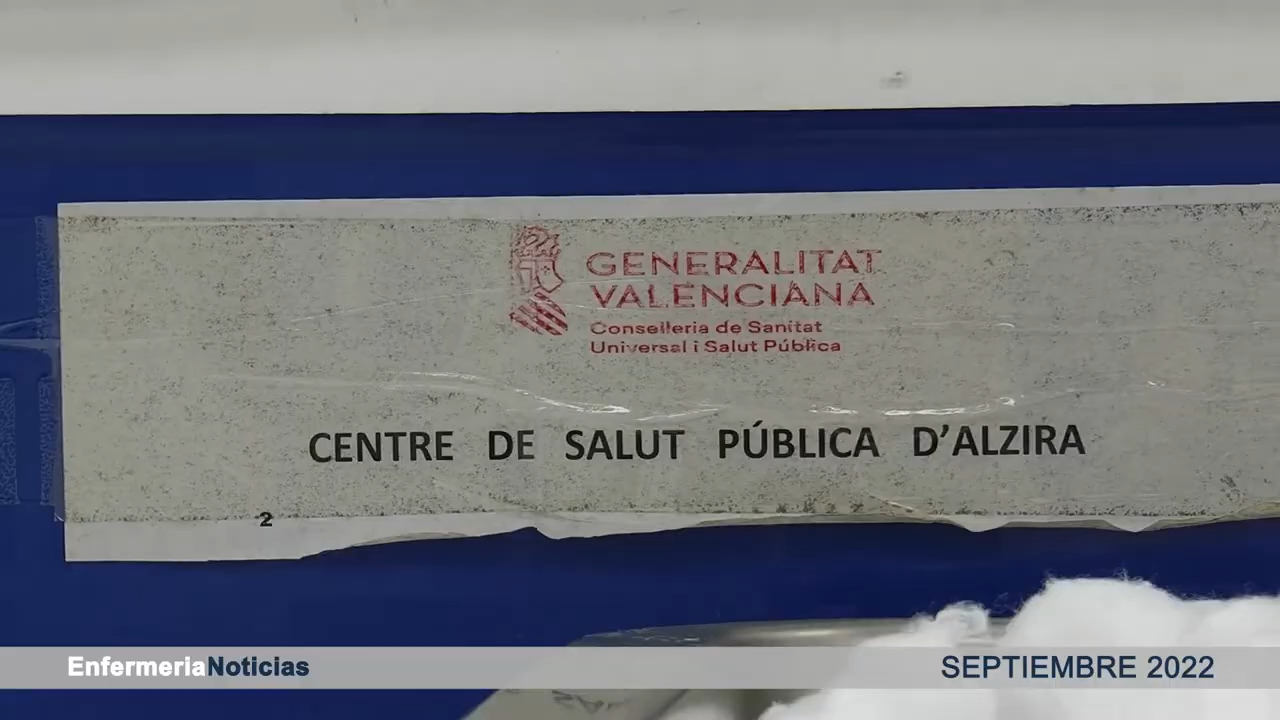 GENERALITAT
VALENCIANA
Conselleria de Sanitat
Universal i Salut Pública
CENTRE DE SALUT PÚBLICA D'ALZIRA
2
EnfermeriaNoticias
SEPTIEMBRE 2022